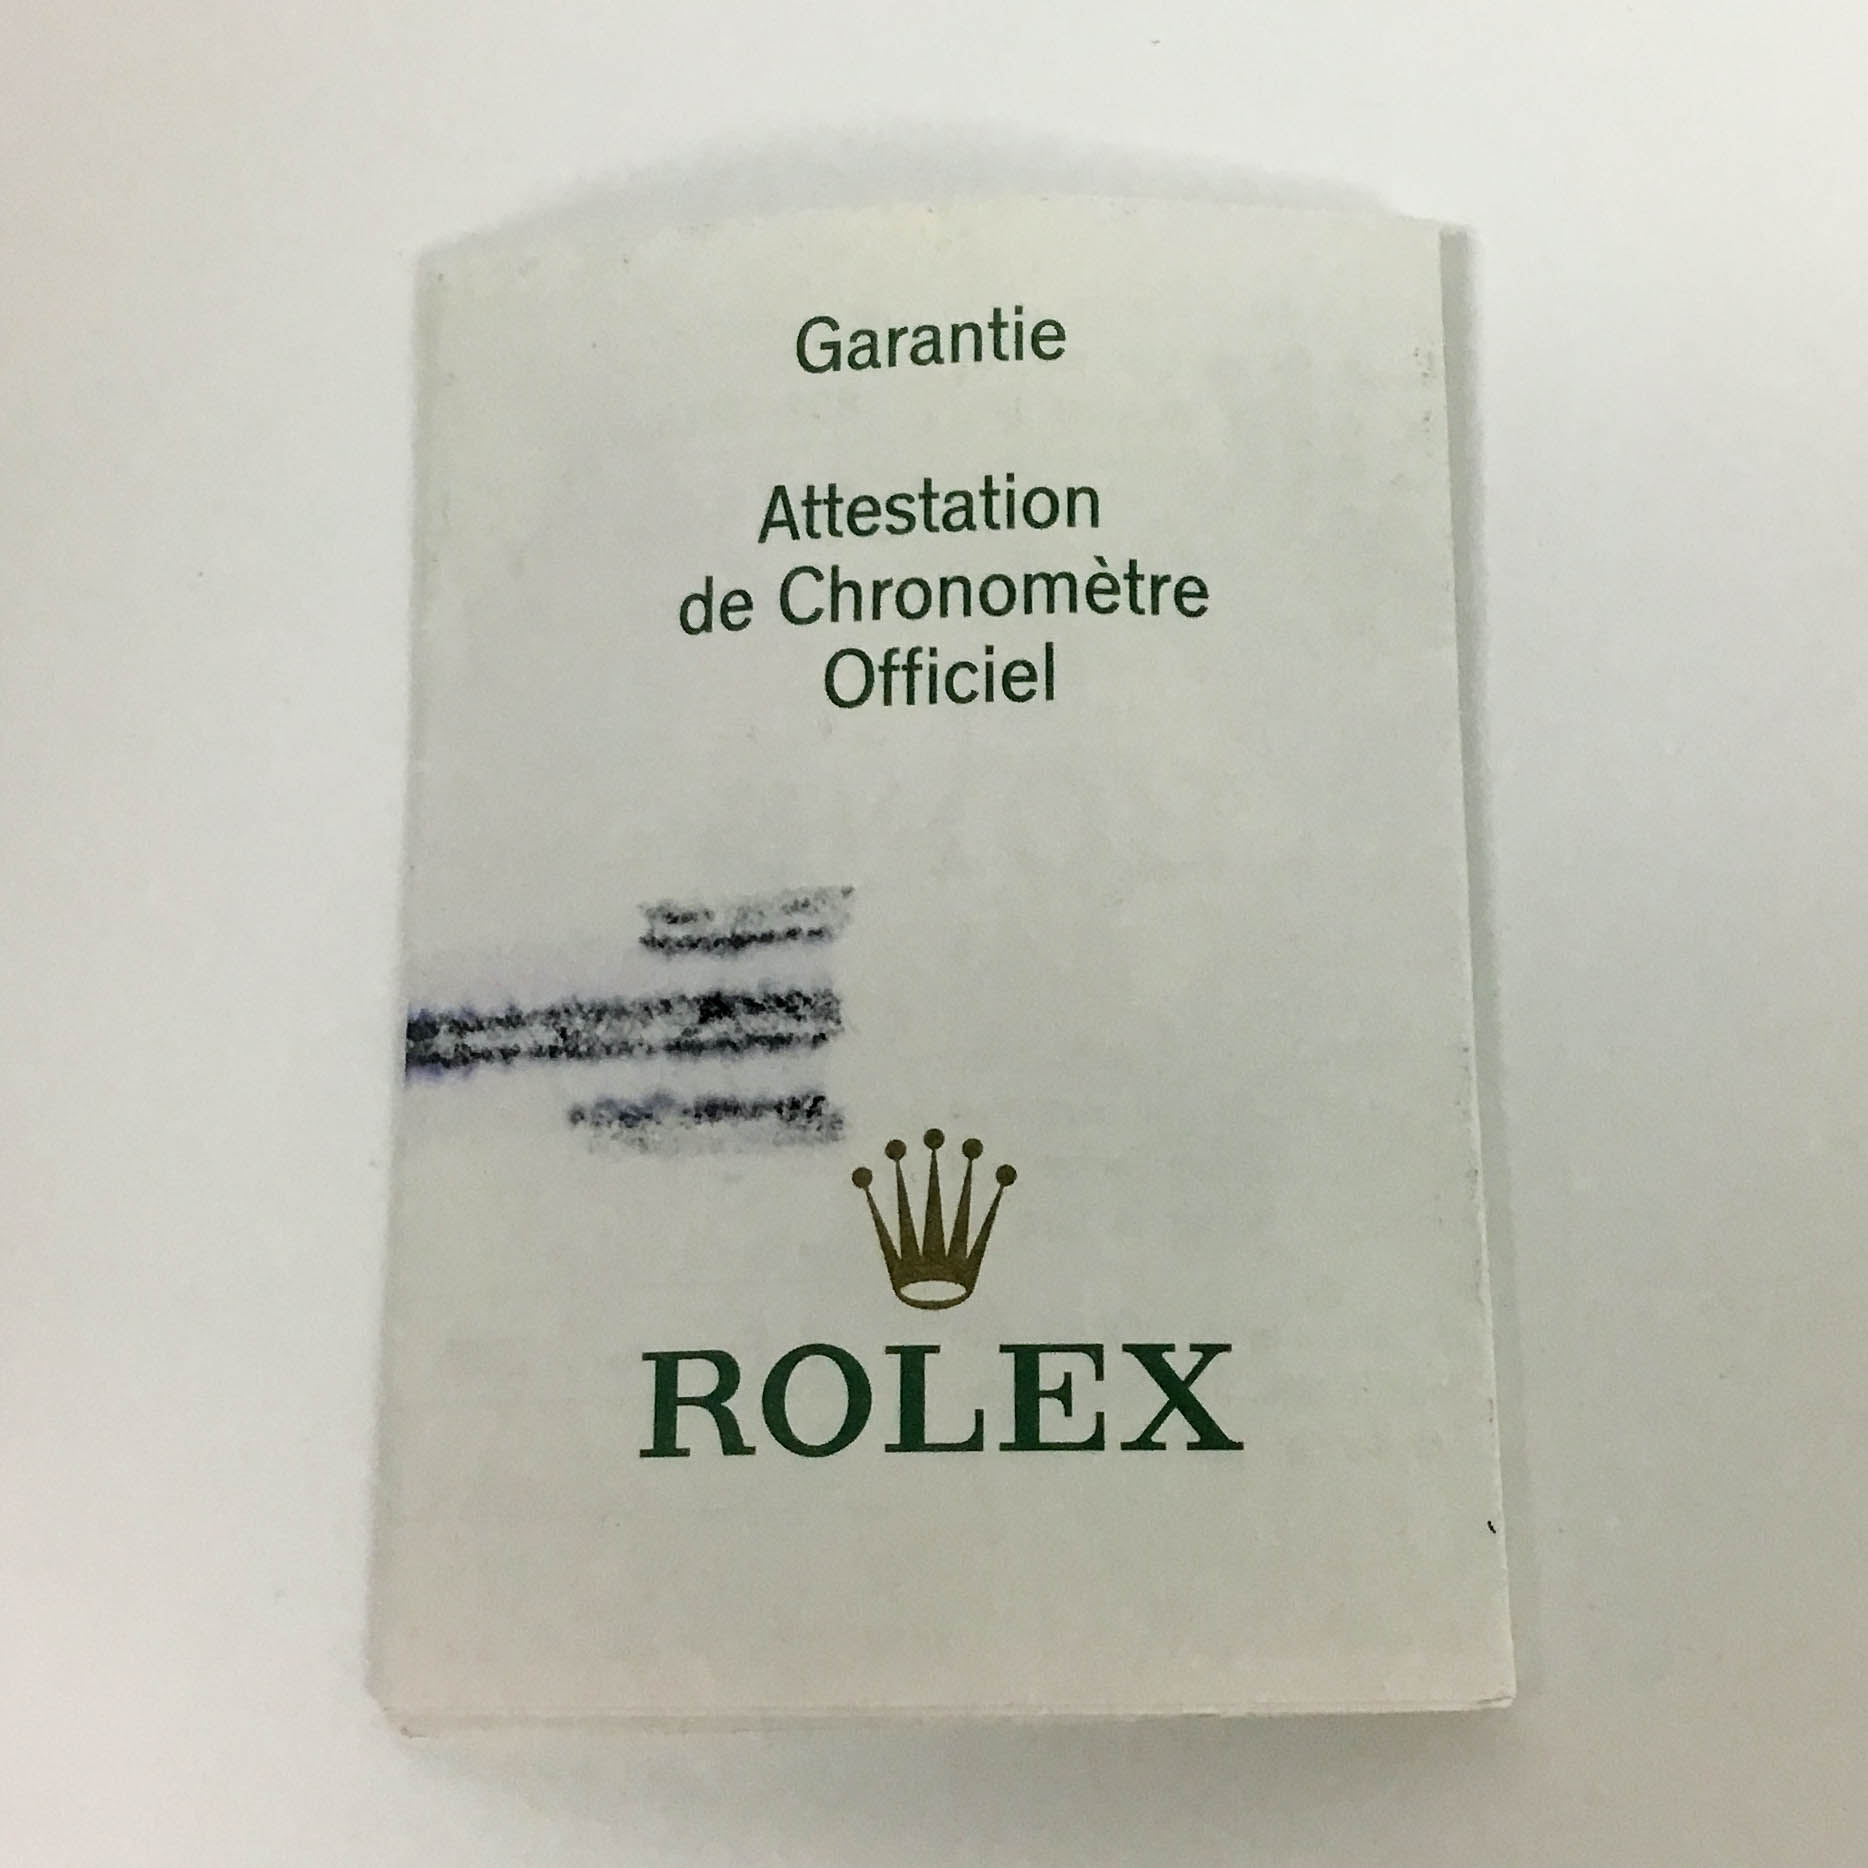 Garantie
Attestation
de Chronomètre
Officiel
ROLEX